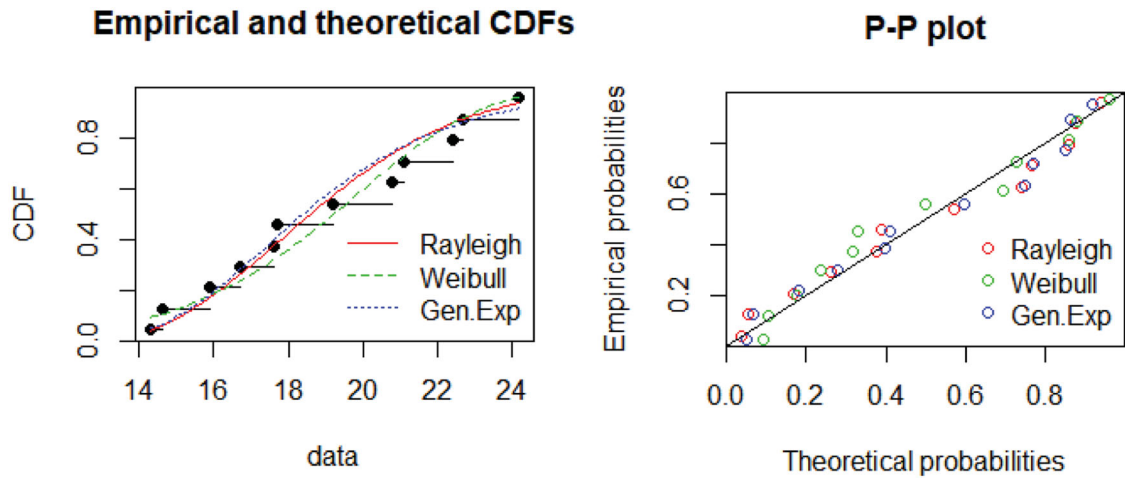 Empirical and theoretical CDFs
CDF
0.0 0.4 0.8
Rayleigh
Weibull
Gen.Exp
14 16 18 20 22 24
data
P-P plot
Empirical probabilities
0.2 0.6
Rayleigh
Weibull
Gen.Exp
0.0 0.2 0.4 0.6 0.8
Theoretical probabilities